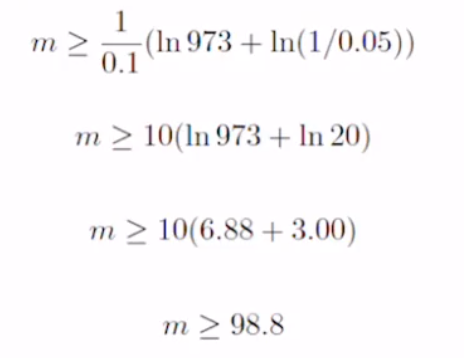 m ≥ 1/0.1 (ln 973 + ln(1/0.05))
m ≥ 10(ln 973 + ln 20)
m ≥ 10(6.88 + 3.00)
m ≥ 98.8